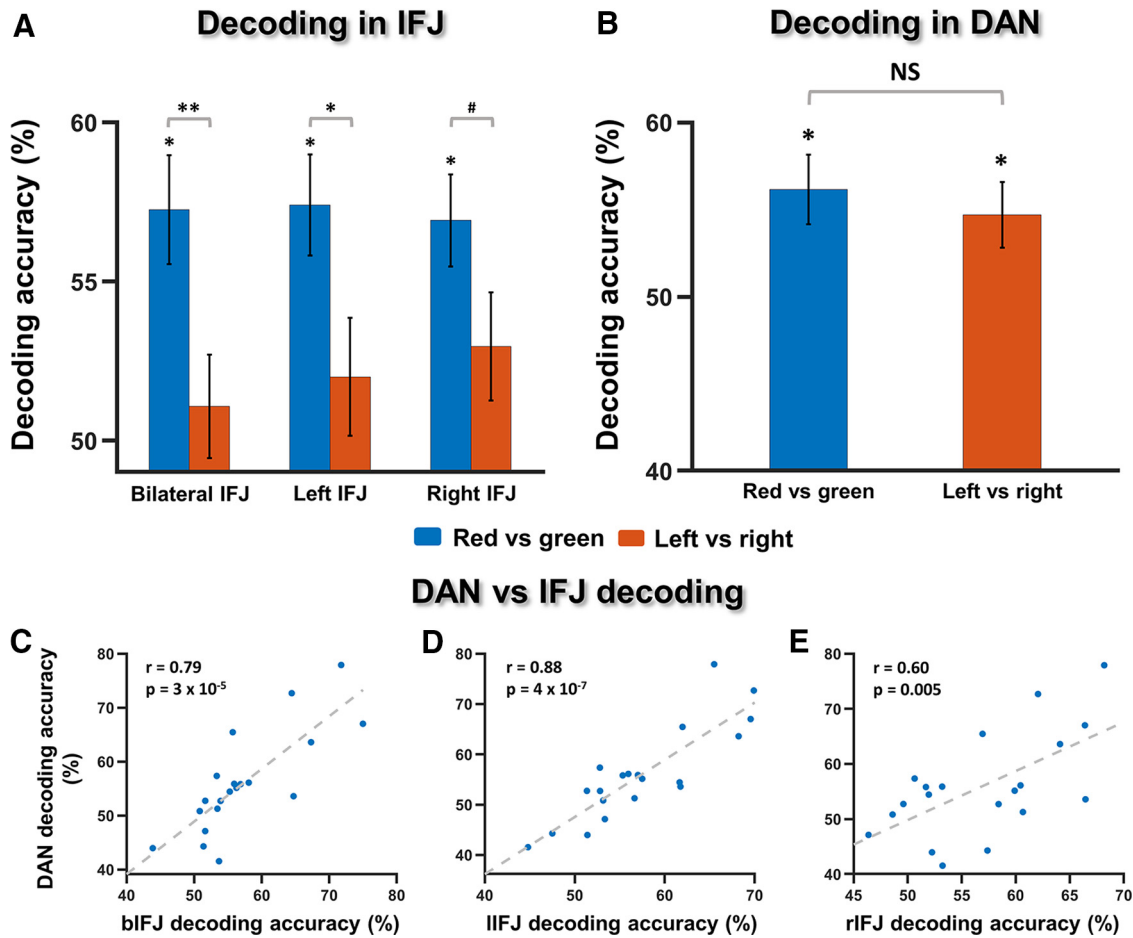 A
Decoding in IFJ
Decoding accuracy (%)
60
55
50
**
*
#
*
*
*
Bilateral IFJ
Left IFJ
Right IFJ
B
Decoding in DAN
Decoding accuracy (%)
60
50
40
NS
*
*
Red vs green
Left vs right
Red vs green
Left vs right
DAN vs IFJ decoding
C
DAN decoding accuracy
(%)
80
70
60
50
40
r = 0.79
p = 3 x 10⁻⁵
40
50
60
70
80
bIFJ decoding accuracy (%)
D
80
70
60
50
40
r = 0.88
p = 4 x 10⁻⁷
40
50
60
70
lIFJ decoding accuracy (%)
E
80
70
60
50
40
r = 0.60
p = 0.005
45
50
55
60
65
70
rIFJ decoding accuracy (%)